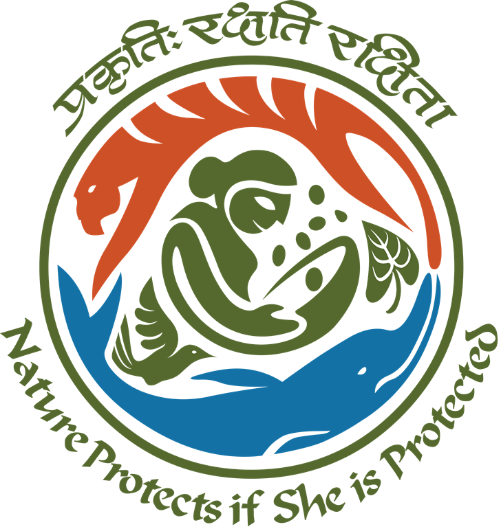 प्रकृतिः रक्षति रक्षिता
Nature Protects if She is Protected